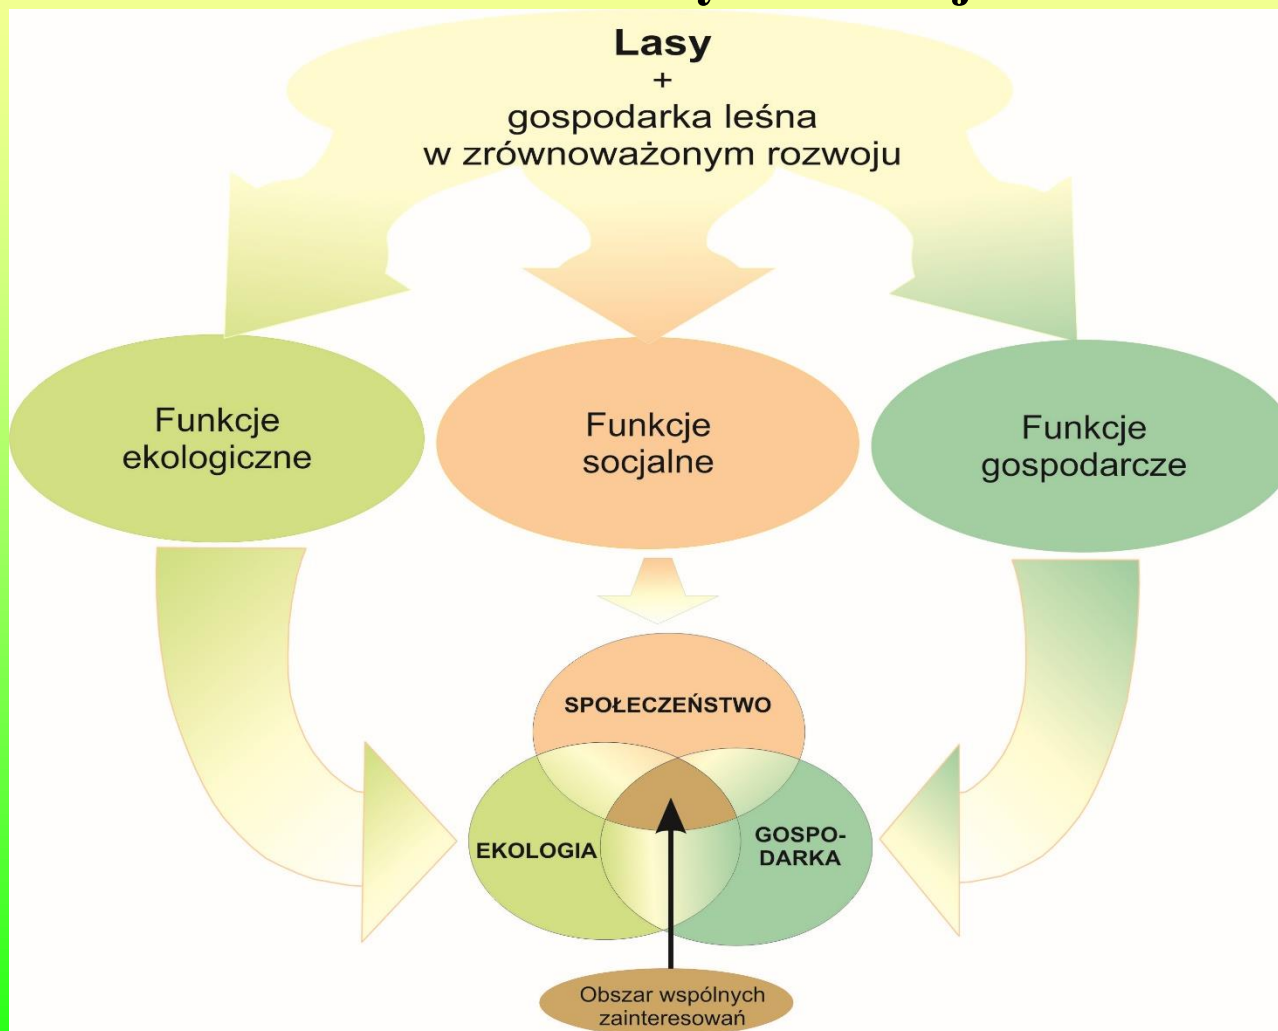 Lasy
+
gospodarka leśna
w zrównoważonym rozwoju
Funkcje
ekologiczne
Funkcje
socjalne
Funkcje
gospodarcze
SPOŁECZEŃSTWO
EKOLOGIA
GOSPO-
DARKA
Obszar wspólnych
zainteresowań